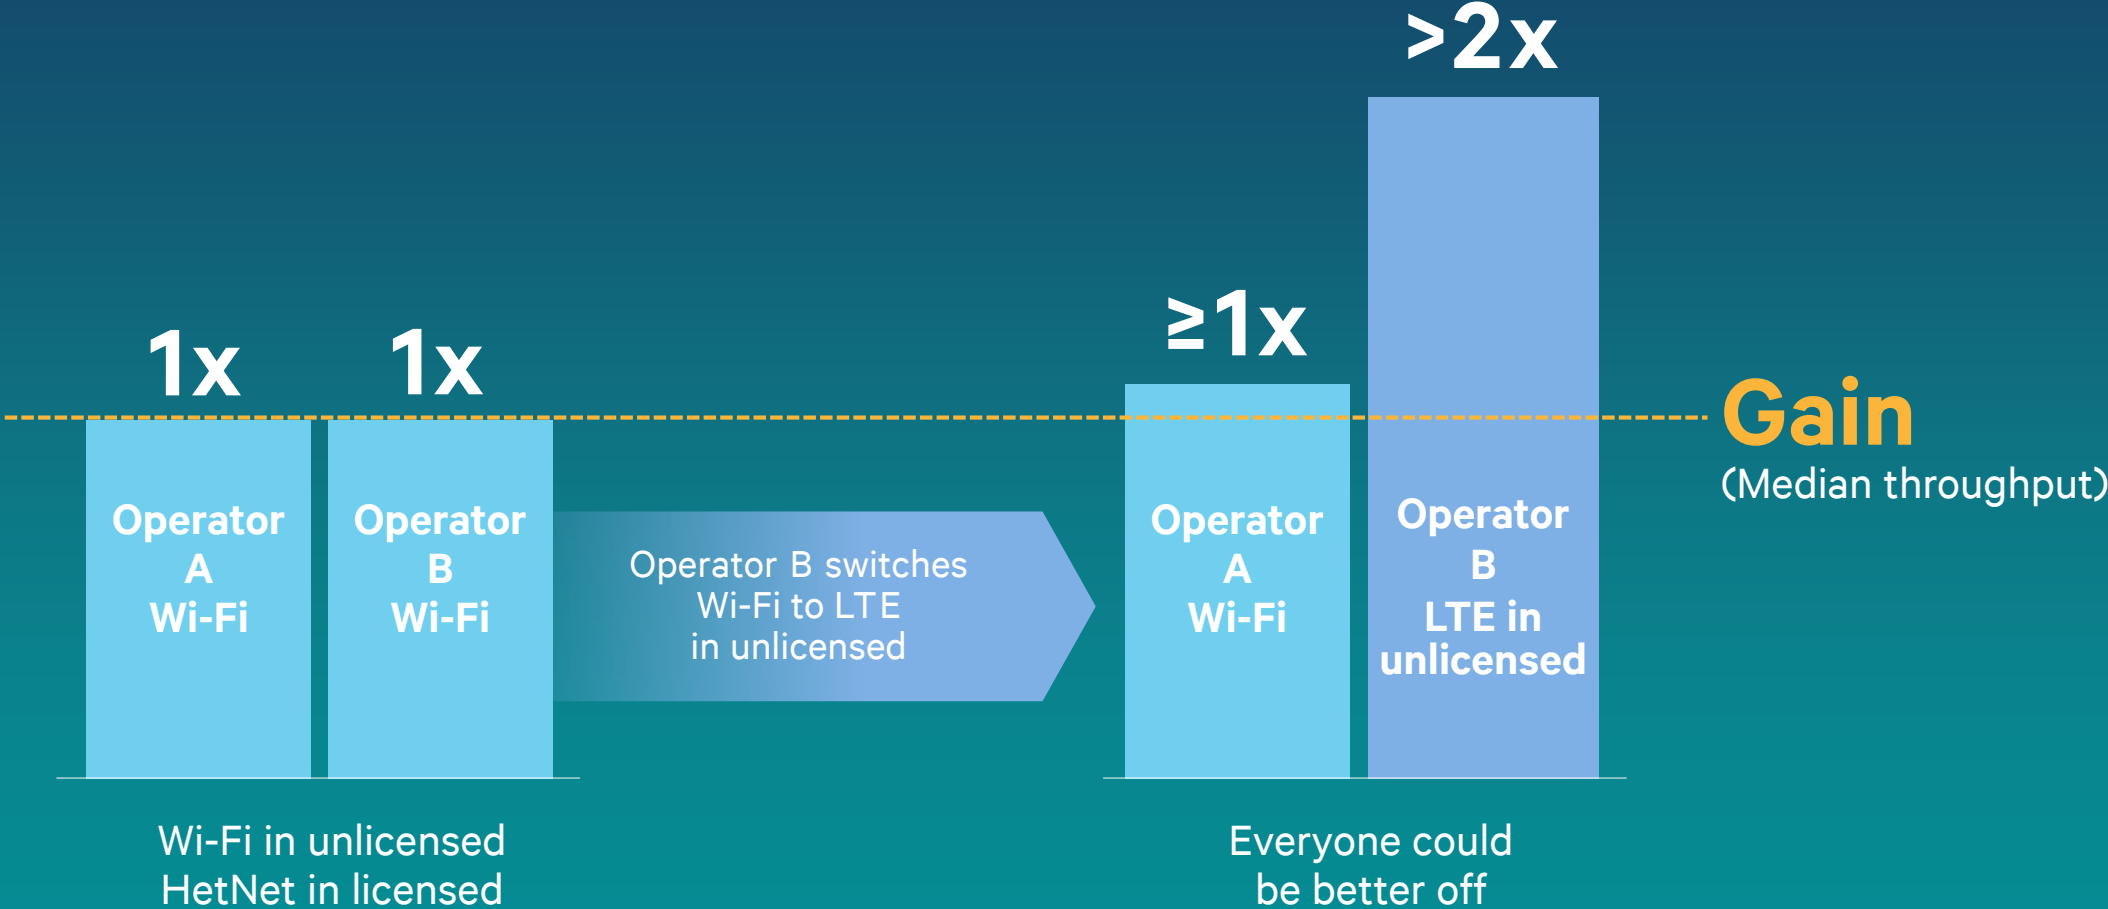 1x
Operator
A
Wi-Fi
1x
Operator
B
Wi-Fi
Wi-Fi in unlicensed
HetNet in licensed
Operator B switches
Wi-Fi to LTE
in unlicensed
≥1x
Operator
A
Wi-Fi
>2x
Operator
B
LTE in
unlicensed
Everyone could
be better off
Gain
(Median throughput)